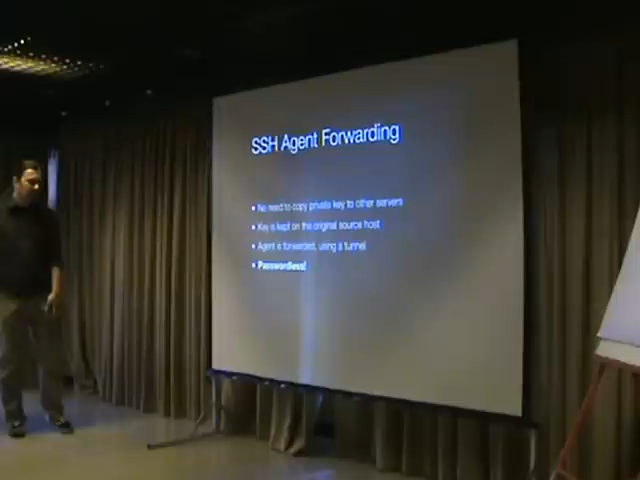 SSH Agent Forwarding
• No need to copy private key to other servers
• Key is kept on the original source host
• Agent is forwarded, using a tunnel
• Passwordless!